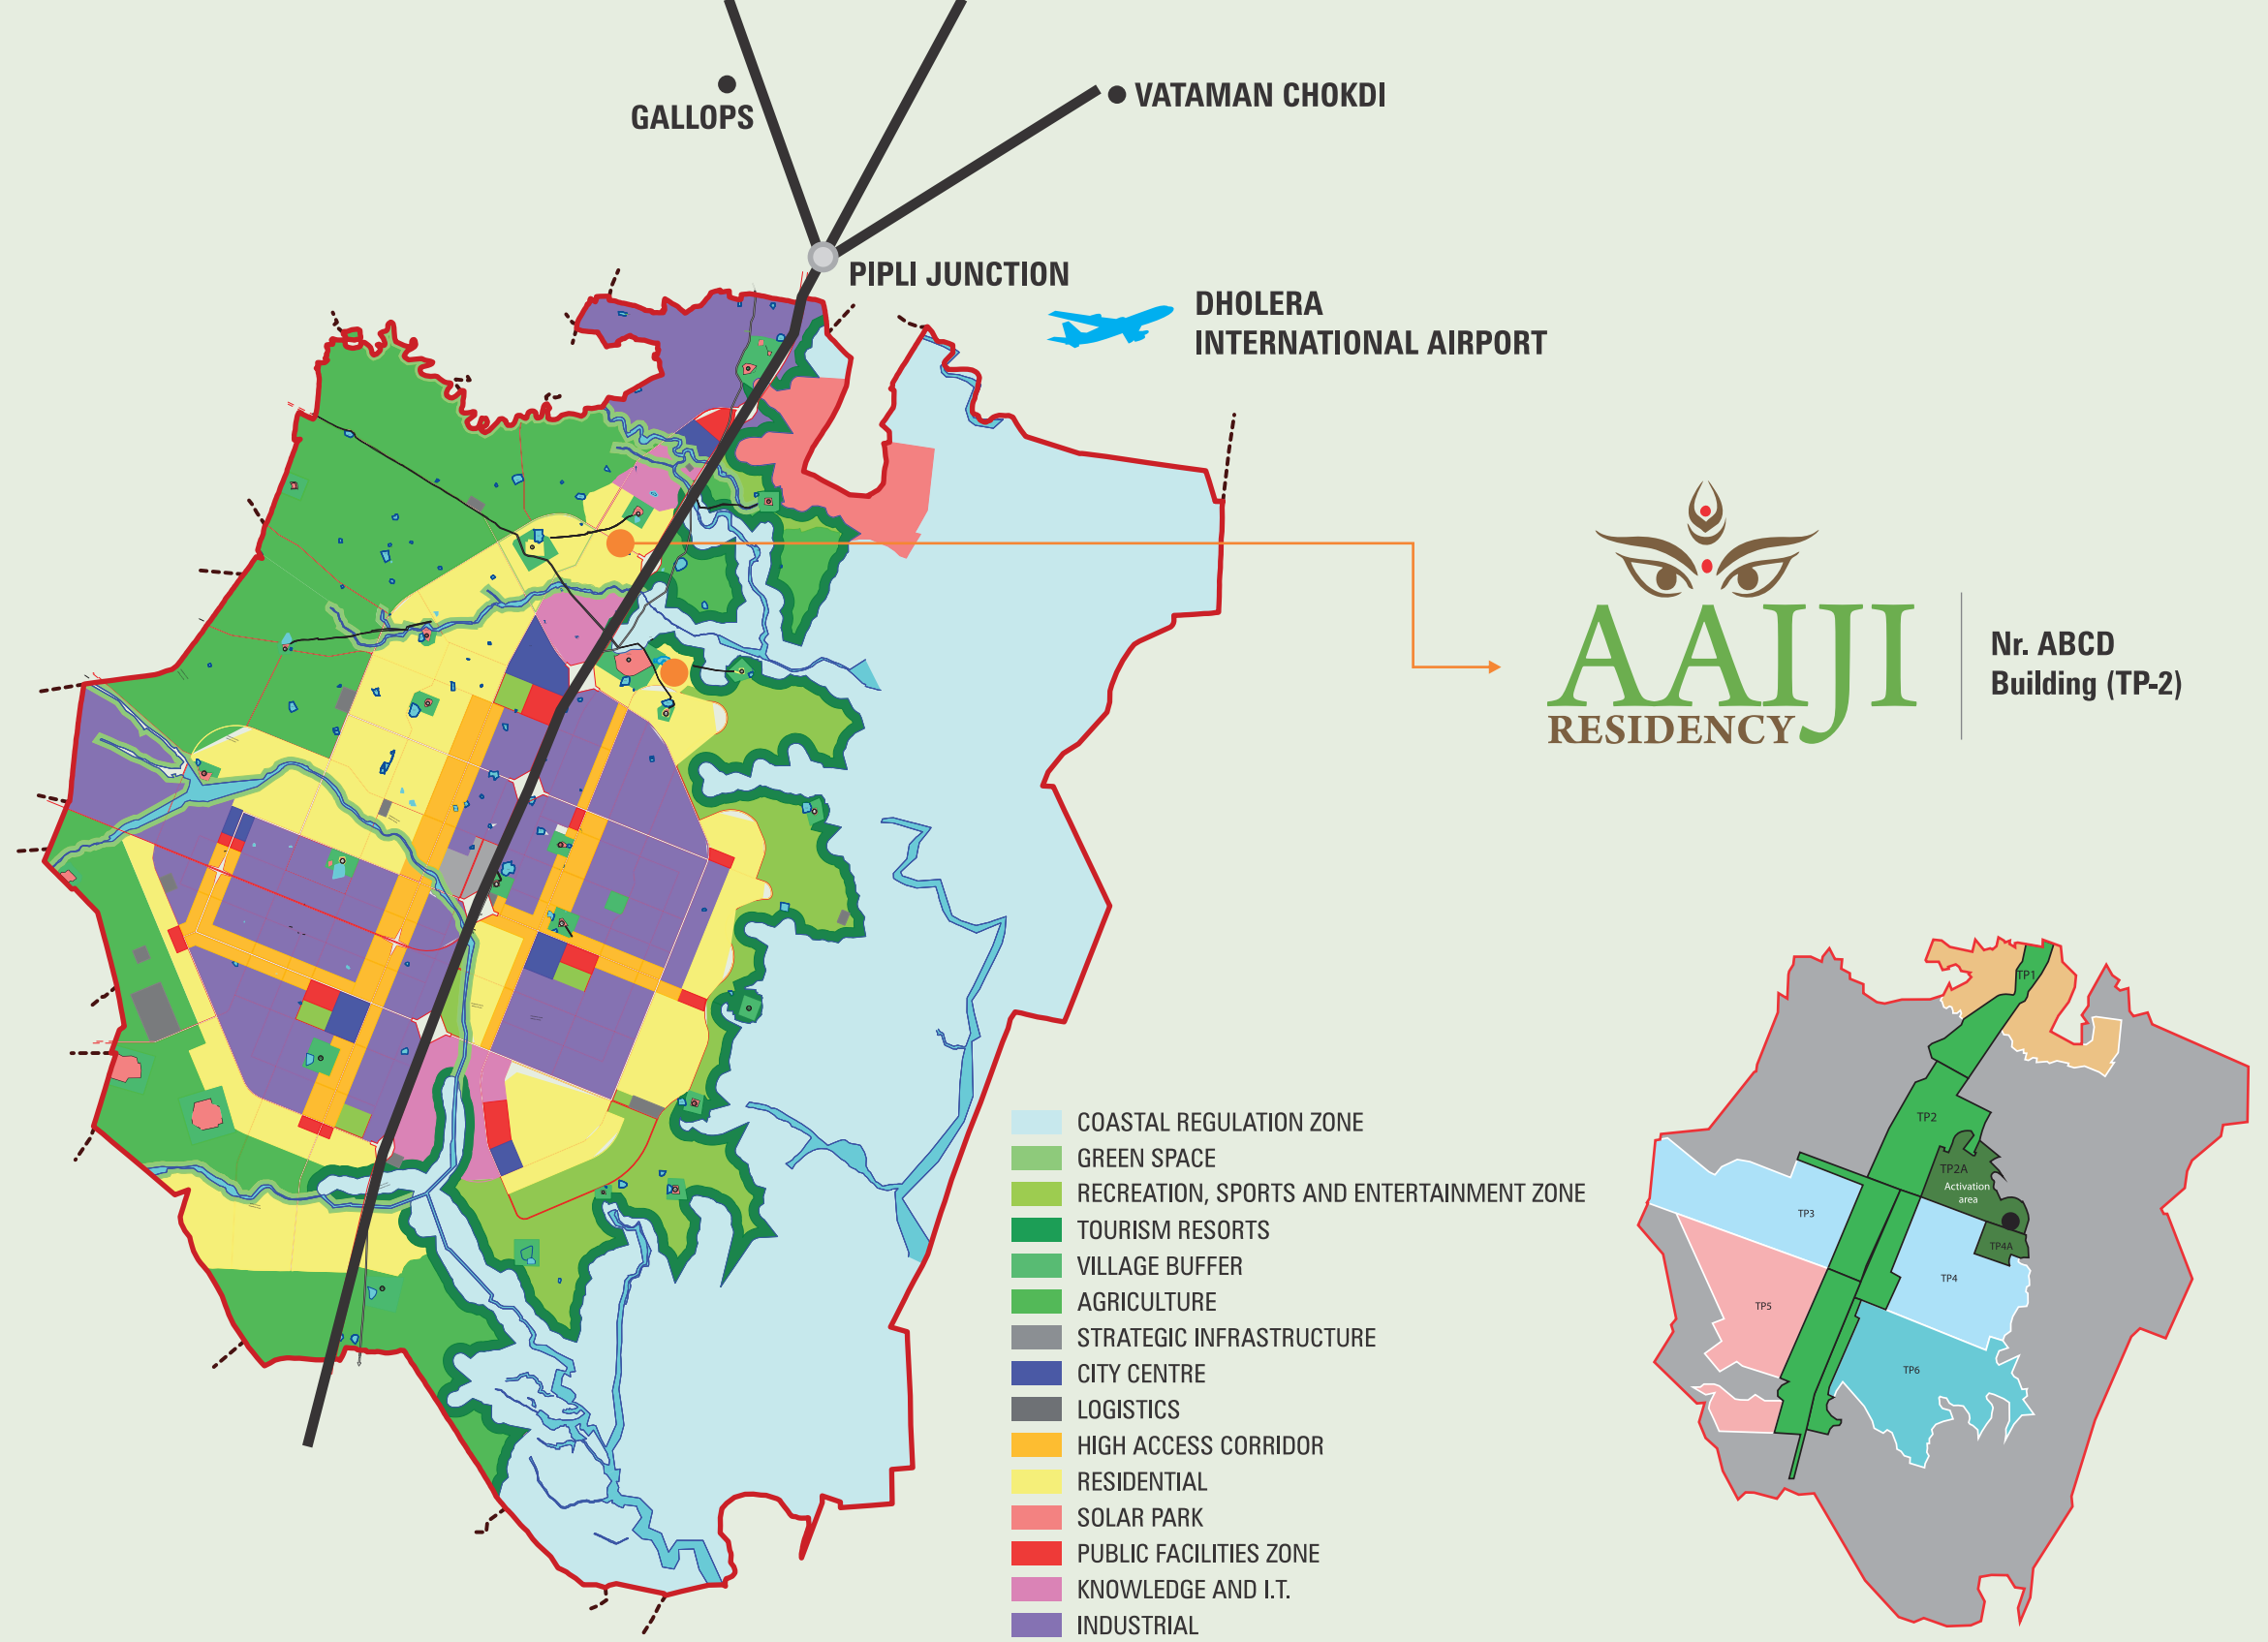 GALLOPS
VATAMAN CHOKDI
PIPLI JUNCTION
DHOLERA
INTERNATIONAL AIRPORT
AAIJI
RESIDENCY
Nr. ABCD
Building (TP-2)
COASTAL REGULATION ZONE
GREEN SPACE
RECREATION, SPORTS AND ENTERTAINMENT ZONE
TOURISM RESORTS
VILLAGE BUFFER
AGRICULTURE
STRATEGIC INFRASTRUCTURE
CITY CENTRE
LOGISTICS
HIGH ACCESS CORRIDOR
RESIDENTIAL
SOLAR PARK
PUBLIC FACILITIES ZONE
KNOWLEDGE AND I.T.
INDUSTRIAL
TP1
TP2
TP2A
Activation
area
TP3
TP4A
TP4
TP5
TP6